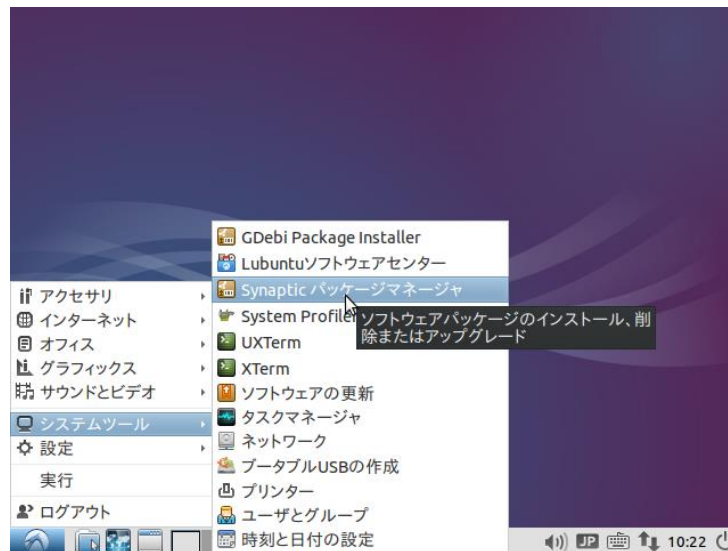 アクセサリ
インターネット
オフィス
グラフィックス
サウンドとビデオ
システムツール
設定
実行
ログアウト
GDebi Package Installer
Lubuntuソフトウェアセンター
Synaptic パッケージマネージャ
System Profiler
ソフトウェアパッケージのインストール、削
除またはアップグレード
UXTerm
XTerm
ソフトウェアの更新
タスクマネージャ
ネットワーク
ブータブルUSBの作成
プリンター
ユーザとグループ
時刻と日付の設定
JP
10:22